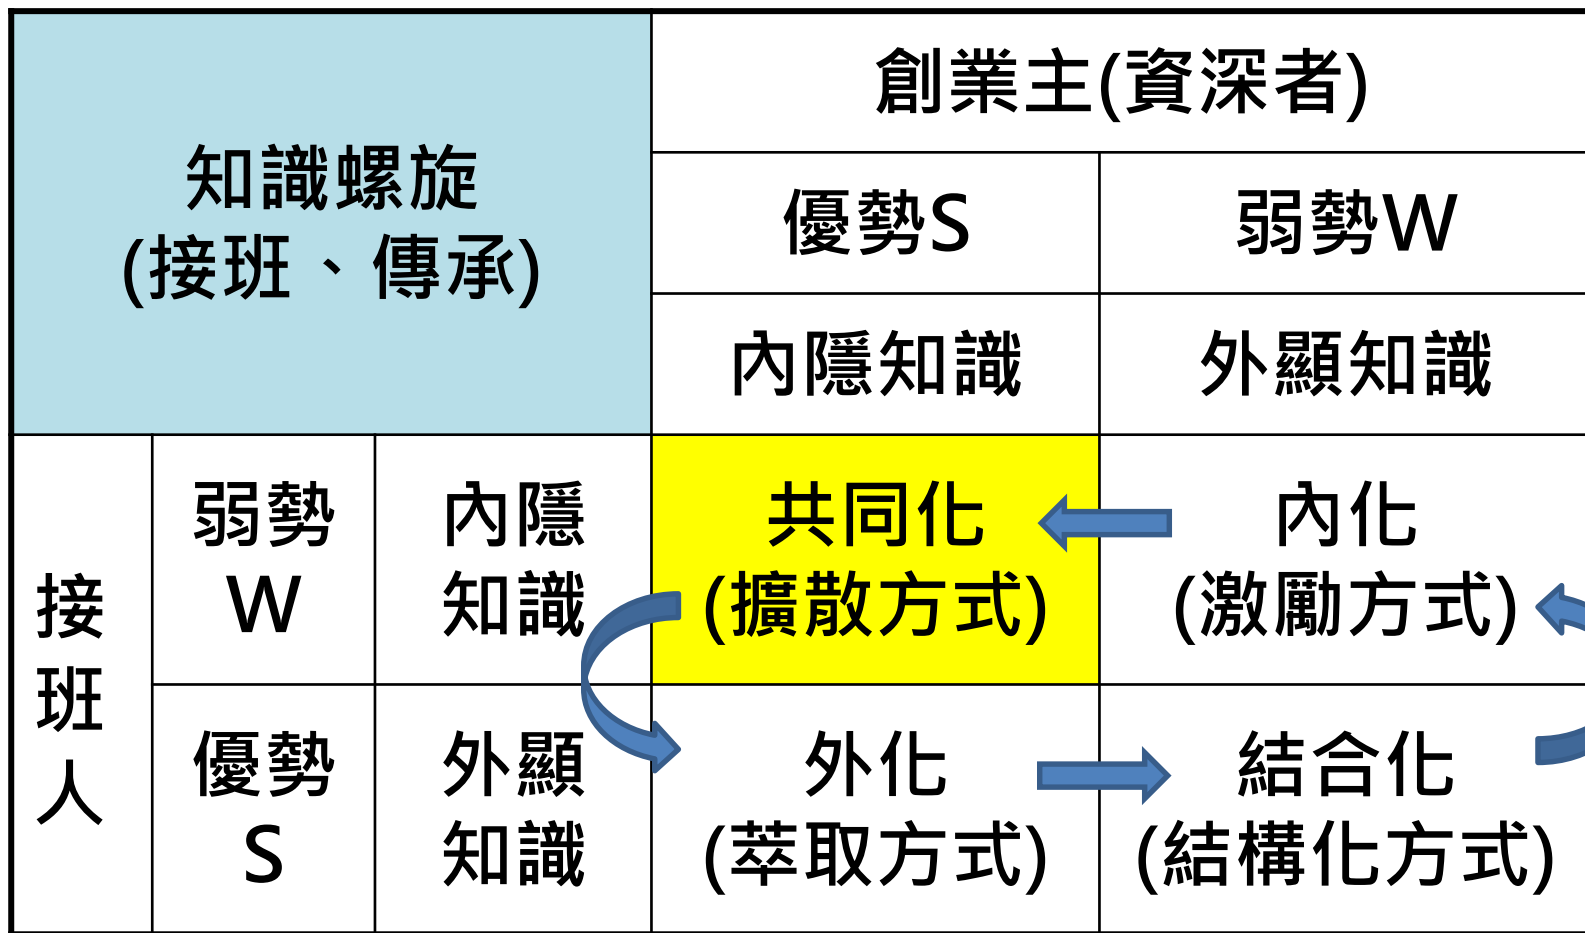 知識螺旋
(接班、傳承)
創業主(資深者)
優勢S
弱勢W
內隱知識
外顯知識
接
班
人
弱勢
W
內隱
知識
共同化
(擴散方式)
內化
(激勵方式)
優勢
S
外顯
知識
外化
(萃取方式)
結合化
(結構化方式)